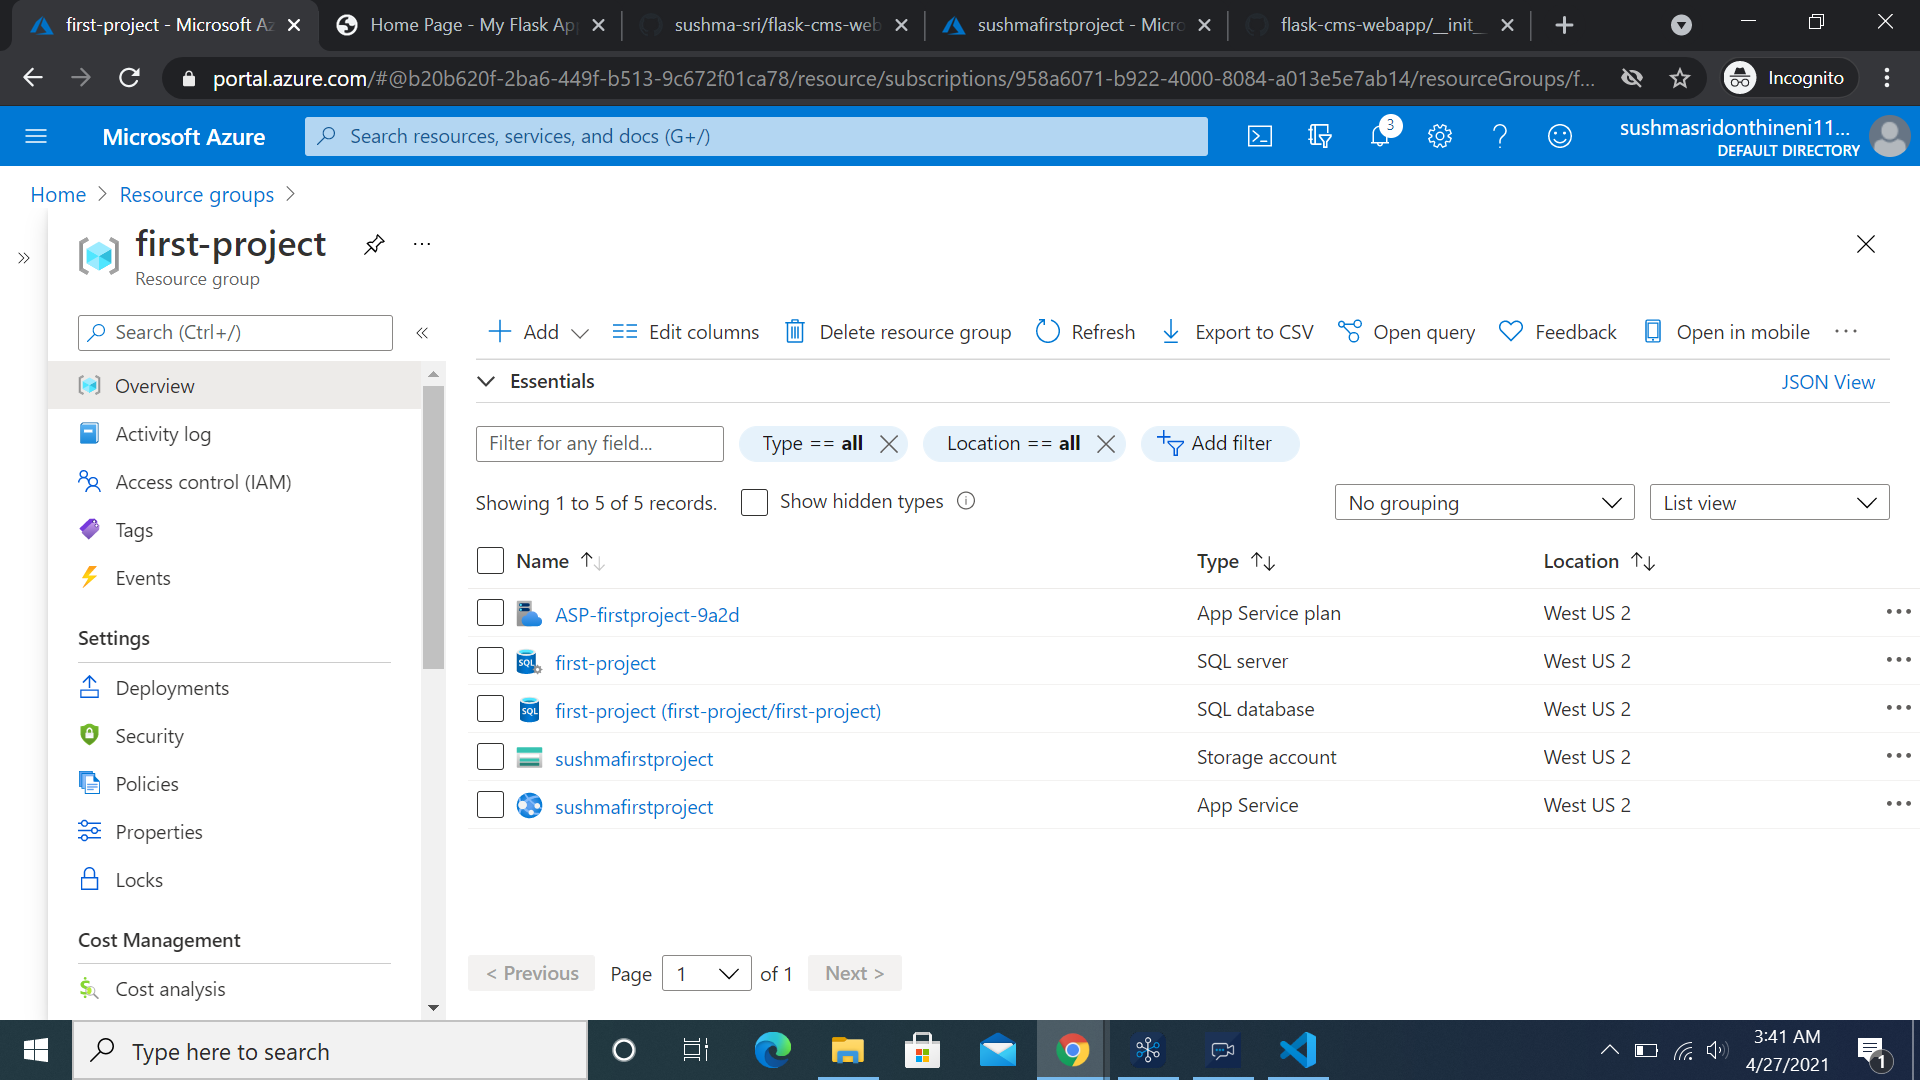 first-project - Microsoft Az
Home Page - My Flask Ap
sushma-sri/flask-cms-web
sushmafirstproject - Micro
flask-cms-webapp/__init__
portal.azure.com/#@b20b620f-2ba6-449f-b513-9c672f01ca78/resource/subscriptions/958a6071-b922-4000-8084-a013e5e7ab14/resourceGroups/f...
Incognito
Microsoft Azure
Search resources, services, and docs (G+/)
3
sushmasridonthineni11...
DEFAULT DIRECTORY
Home > Resource groups >
first-project
Resource group
Search (Ctrl+/)
Overview
Activity log
Access control (IAM)
Tags
Events
Settings
Deployments
Security
Policies
Properties
Locks
Cost Management
Cost analysis
Add
Edit columns
Delete resource group
Refresh
Export to CSV
Open query
Feedback
Open in mobile
Essentials
JSON View
Filter for any field...
Type == all
Location == all
Add filter
Showing 1 to 5 of 5 records.
Show hidden types
No grouping
List view
Name Type Location
ASP-firstproject-9a2d App Service plan West US 2
SQL first-project SQL server West US 2
SQL first-project (first-project/first-project) SQL database West US 2
sushmafirstproject Storage account West US 2
sushmafirstproject App Service West US 2
< Previous Page 1 of 1 Next >
Type here to search
3:41 AM
4/27/2021
1